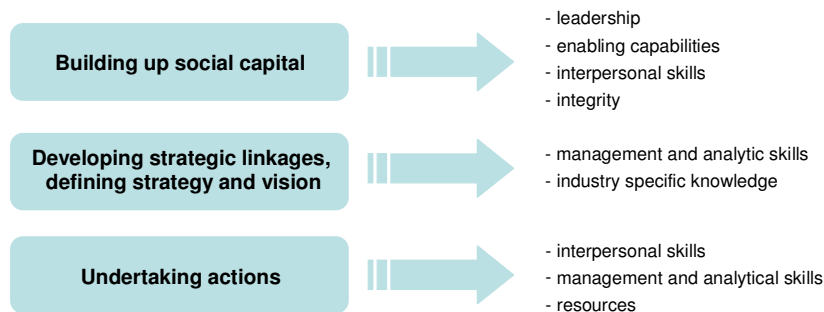 Building up social capital
- leadership
- enabling capabilities
- interpersonal skills
- integrity
Developing strategic linkages,
defining strategy and vision
- management and analytic skills
- industry specific knowledge
Undertaking actions
- interpersonal skills
- management and analytical skills
- resources